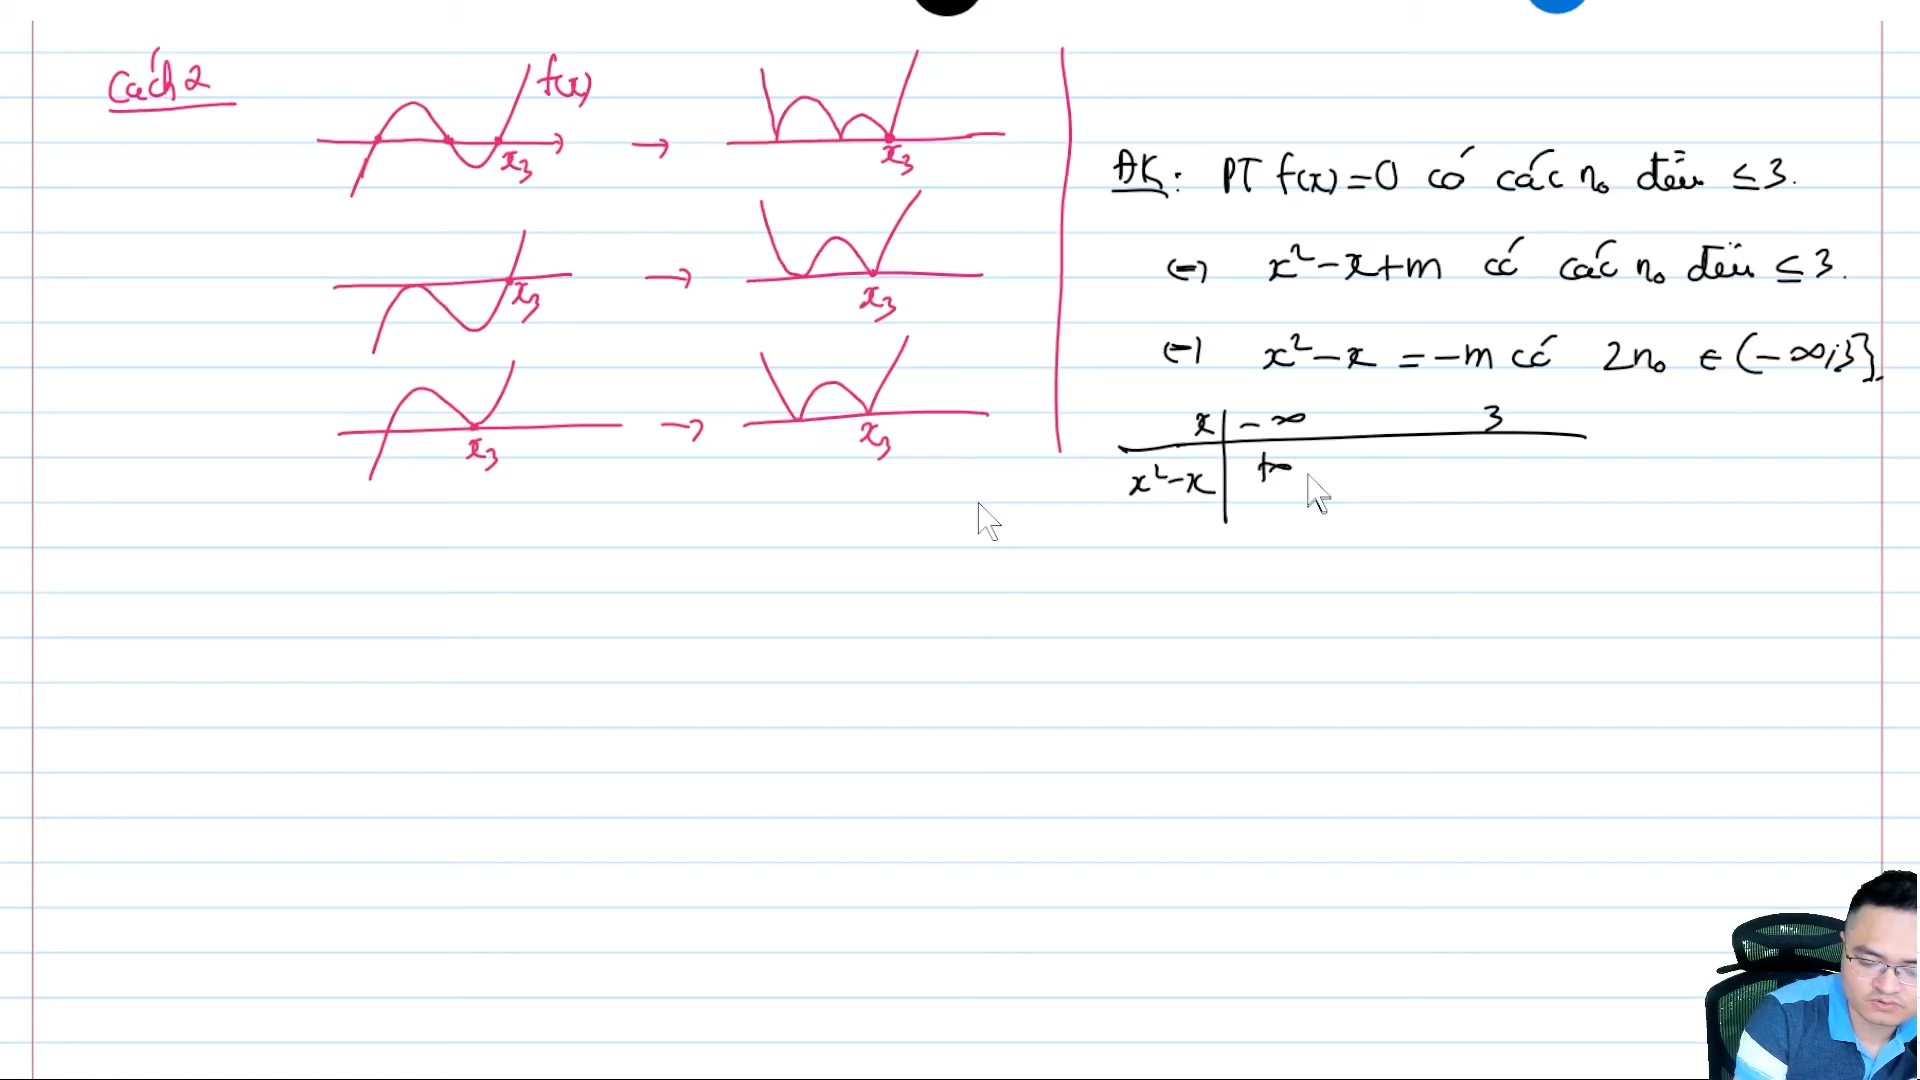 Cách 2
f(x)
x₃
→
x₃
x₃
→
x₃
x₃
→
x₃
ĐK: PT f(x)=0 có các n₀ đều ≤ 3.
⇔ x²-x+m có các n₀ đều ≤ 3.
⇔ x²-x = -m có 2n₀ ∈ (-∞;3].
x | -∞ 3
x²-x | +∞